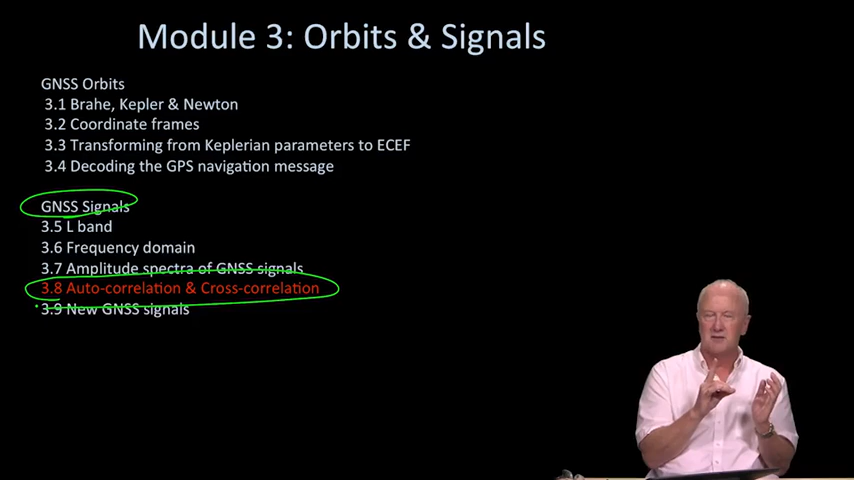 Module 3: Orbits & Signals
GNSS Orbits
3.1 Brahe, Kepler & Newton
3.2 Coordinate frames
3.3 Transforming from Keplerian parameters to ECEF
3.4 Decoding the GPS navigation message
GNSS Signals
3.5 L band
3.6 Frequency domain
3.7 Amplitude spectra of GNSS signals
3.8 Auto-correlation & Cross-correlation
3.9 New GNSS signals